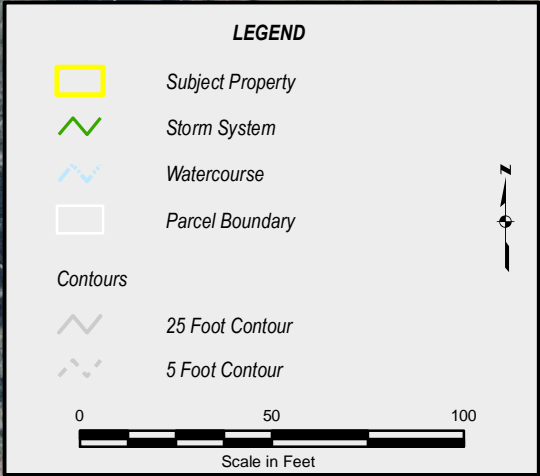 LEGEND
Subject Property
Storm System
Watercourse
Parcel Boundary
N
Contours
25 Foot Contour
5 Foot Contour
0 50 100
Scale in Feet